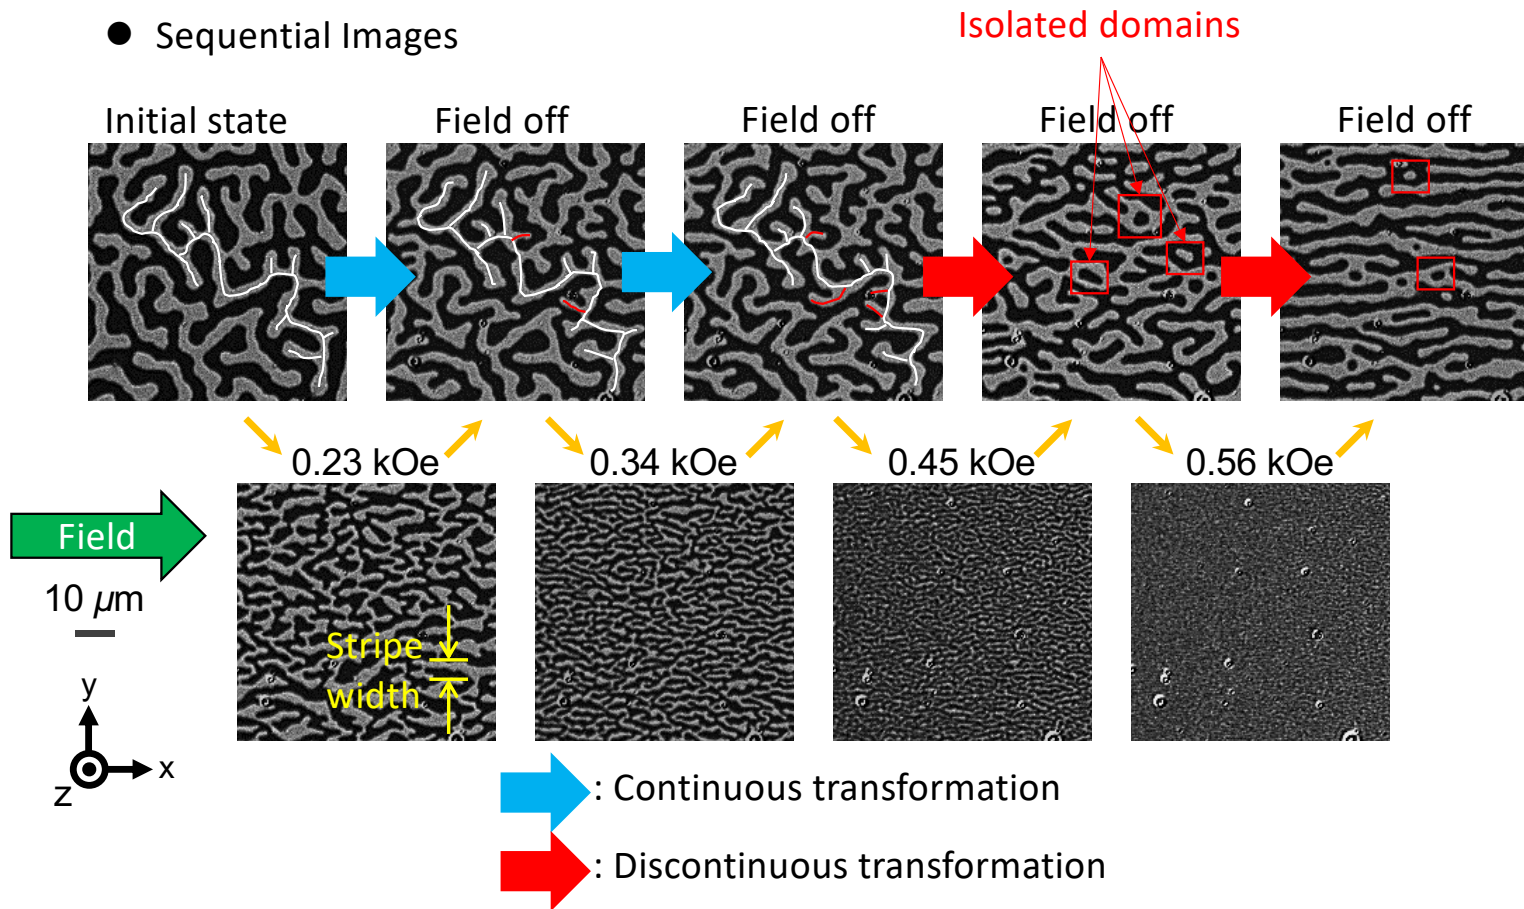 ● Sequential Images
Isolated domains
Initial state
Field off
Field off
Field off
Field off
0.23 kOe
0.34 kOe
0.45 kOe
0.56 kOe
Field
10 µm
Stripe
width
y
x
z
: Continuous transformation
: Discontinuous transformation